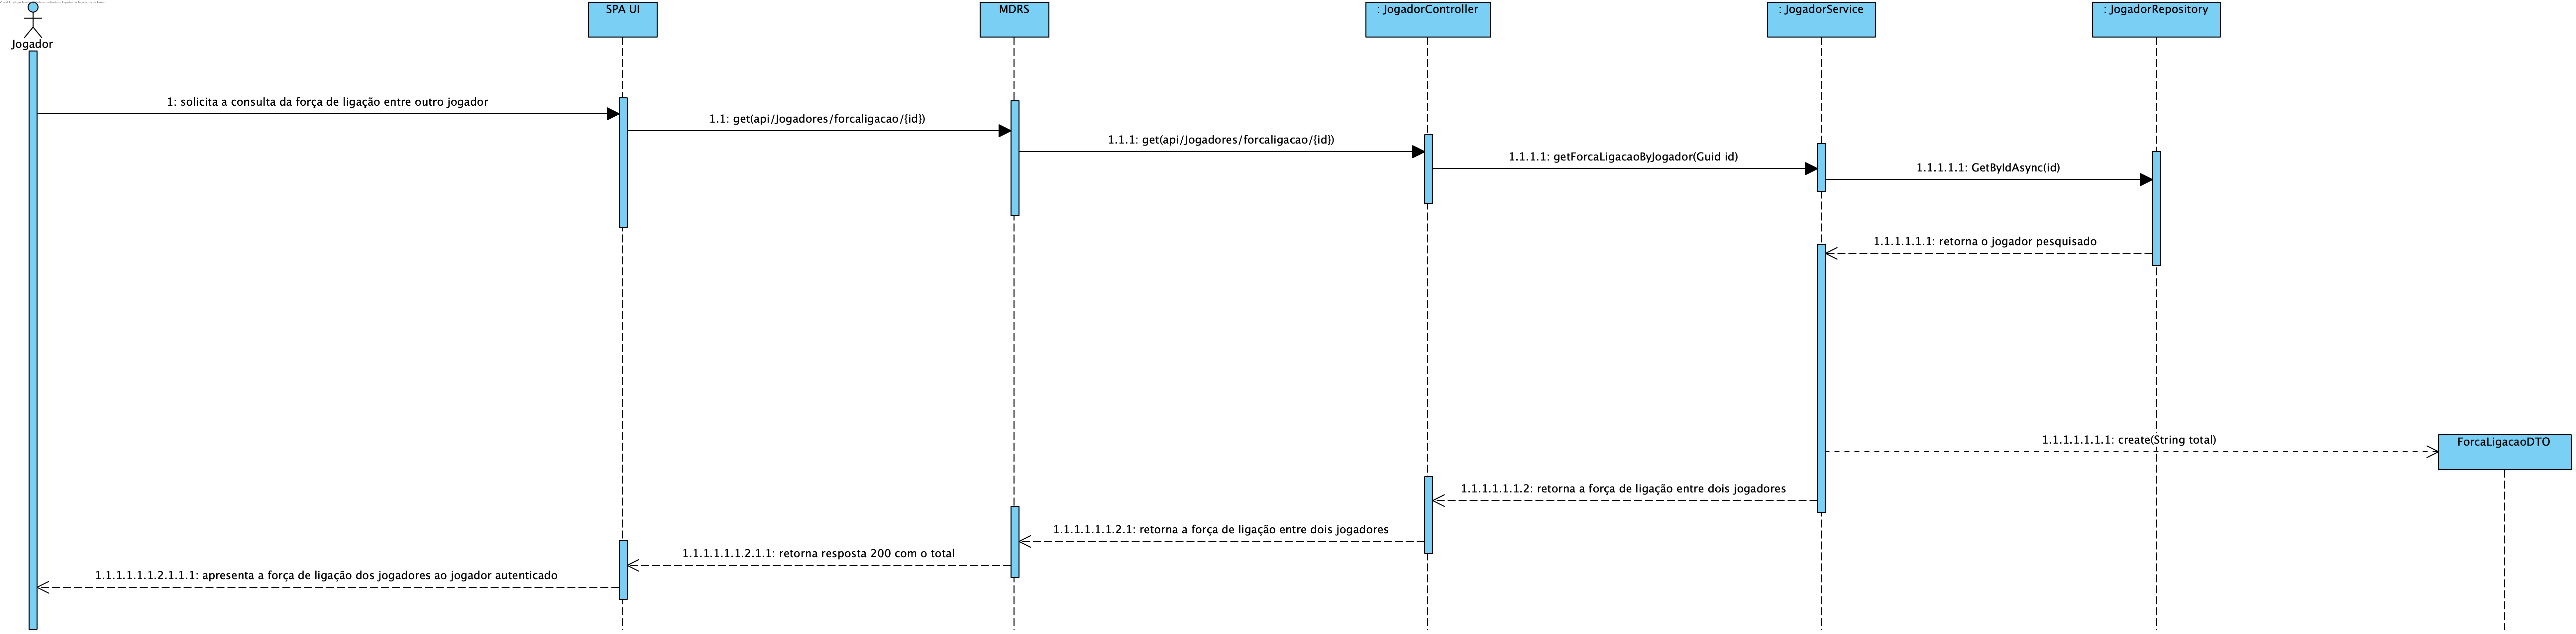 Jogador
SPA UI
MDRS
: JogadorController
: JogadorService
: JogadorRepository
1: solicita a consulta da força de ligação entre outro jogador
1.1: get(api/Jogadores/forcaligacao/{id})
1.1.1: get(api/Jogadores/forcaligacao/{id})
1.1.1.1: getForcaLigacaoByJogador(Guid id)
1.1.1.1.1: GetByIdAsync(id)
1.1.1.1.1.1: retorna o jogador pesquisado
1.1.1.1.1.1.1: create(String total)
ForcaLigacaoDTO
1.1.1.1.1.1.2: retorna a força de ligação entre dois jogadores
1.1.1.1.1.1.2.1: retorna a força de ligação entre dois jogadores
1.1.1.1.1.1.2.1.1: retorna resposta 200 com o total
1.1.1.1.1.1.2.1.1.1: apresenta a força de ligação dos jogadores ao jogador autenticado